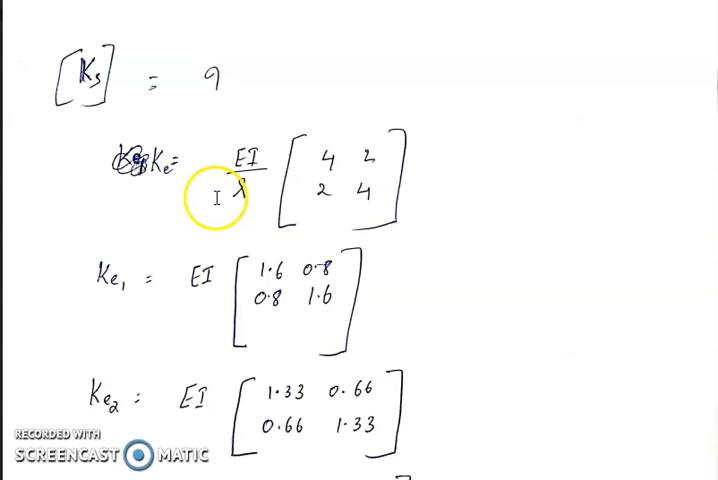 [Ks] = 9
Ke = EI/l [4 2
2 4]
Ke1 = EI [1.6 0.8
0.8 1.6]
Ke2 = EI [1.33 0.66
0.66 1.33]
RECORDED WITH
SCREENCAST MATIC